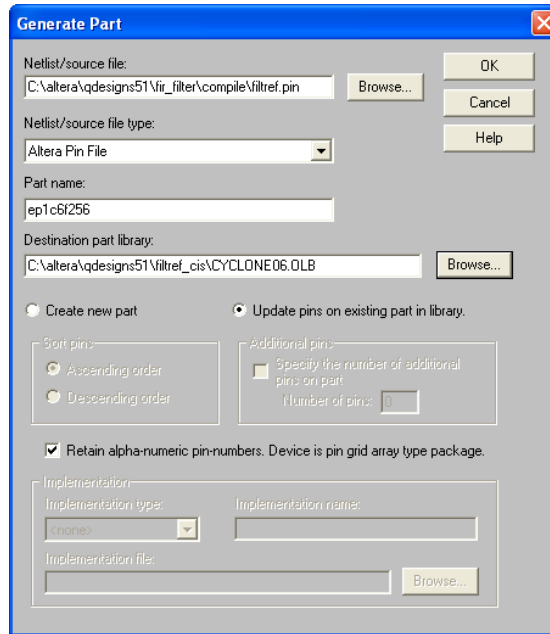 Generate Part
Netlist/source file:
C:\altera\qdesigns51\fir_filter\compile\filtref.pin
Browse...
OK
Cancel
Help
Netlist/source file type:
Altera Pin File
Part name:
ep1c6f256
Destination part library:
C:\altera\qdesigns51\filtref_cis\CYCLONE06.OLB
Browse...
Create new part
Update pins on existing part in library.
Sort pins
Ascending order
Descending order
Additional pins
Specify the number of additional
pins on part
Number of pins: 0
Retain alpha-numeric pin-numbers. Device is pin grid array type package.
Implementation
Implementation type:
<none>
Implementation name:
Implementation file:
Browse...